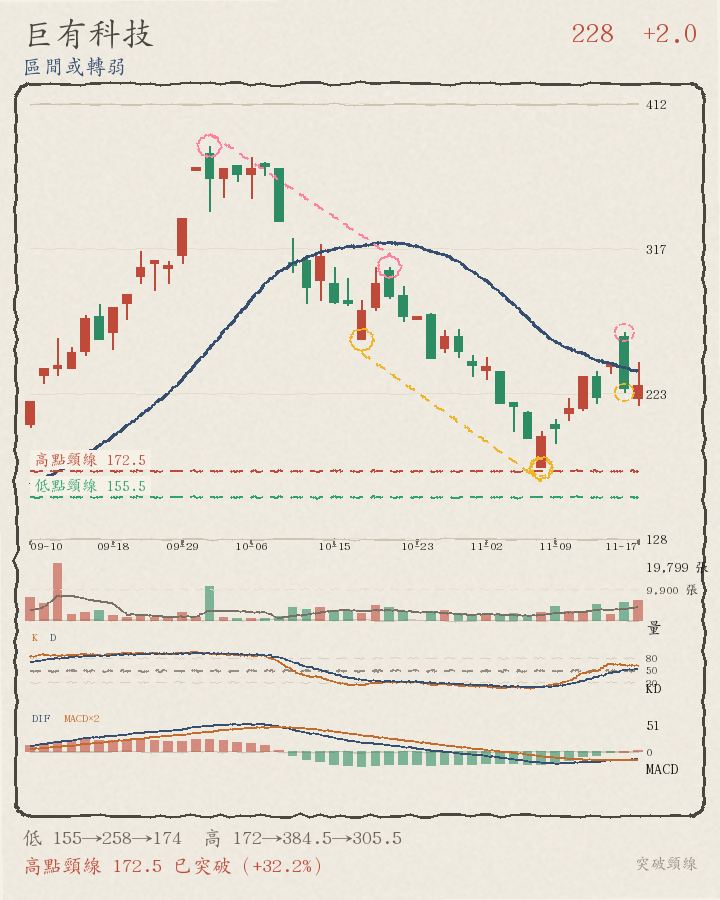 巨有科技
228 +2.0
區間或轉弱
412
317
223
高點頸線 172.5
低點頸線 155.5
128
09-10 09-18 09-29 10-06 10-15 10-23 11-02 11-09 11-17
19,799 張
9,900 張
量
K D
80
50
20
KD
DIF MACD×2
51
0
MACD
低 155→258→174 高 172→384.5→305.5
高點頸線 172.5 已突破 (+32.2%)
突破頸線